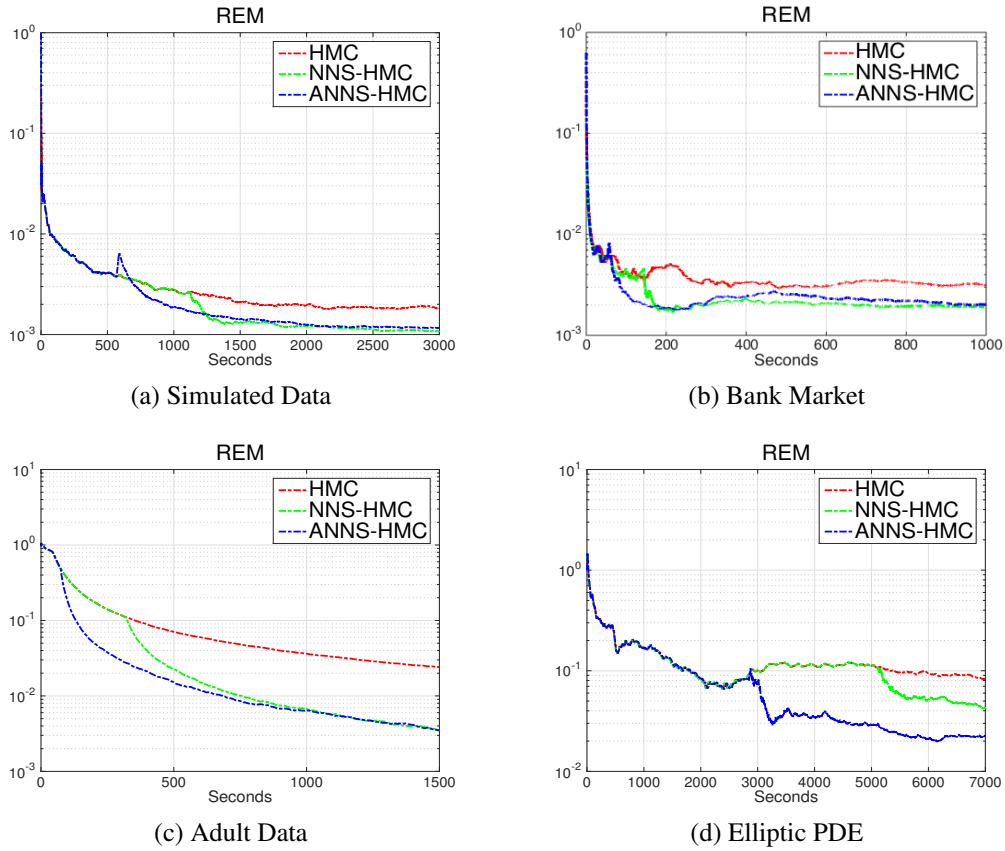 REM
10^0
10^-1
10^-2
10^-3
HMC
NNS-HMC
ANNS-HMC
0 500 1000 1500 2000 2500 3000
Seconds
(a) Simulated Data
REM
10^0
10^-1
10^-2
10^-3
HMC
NNS-HMC
ANNS-HMC
0 200 400 600 800 1000
Seconds
(b) Bank Market
REM
10^1
10^0
10^-1
10^-2
10^-3
HMC
NNS-HMC
ANNS-HMC
0 500 1000 1500
Seconds
(c) Adult Data
REM
10^1
10^0
10^-1
10^-2
HMC
NNS-HMC
ANNS-HMC
0 1000 2000 3000 4000 5000 6000 7000
Seconds
(d) Elliptic PDE